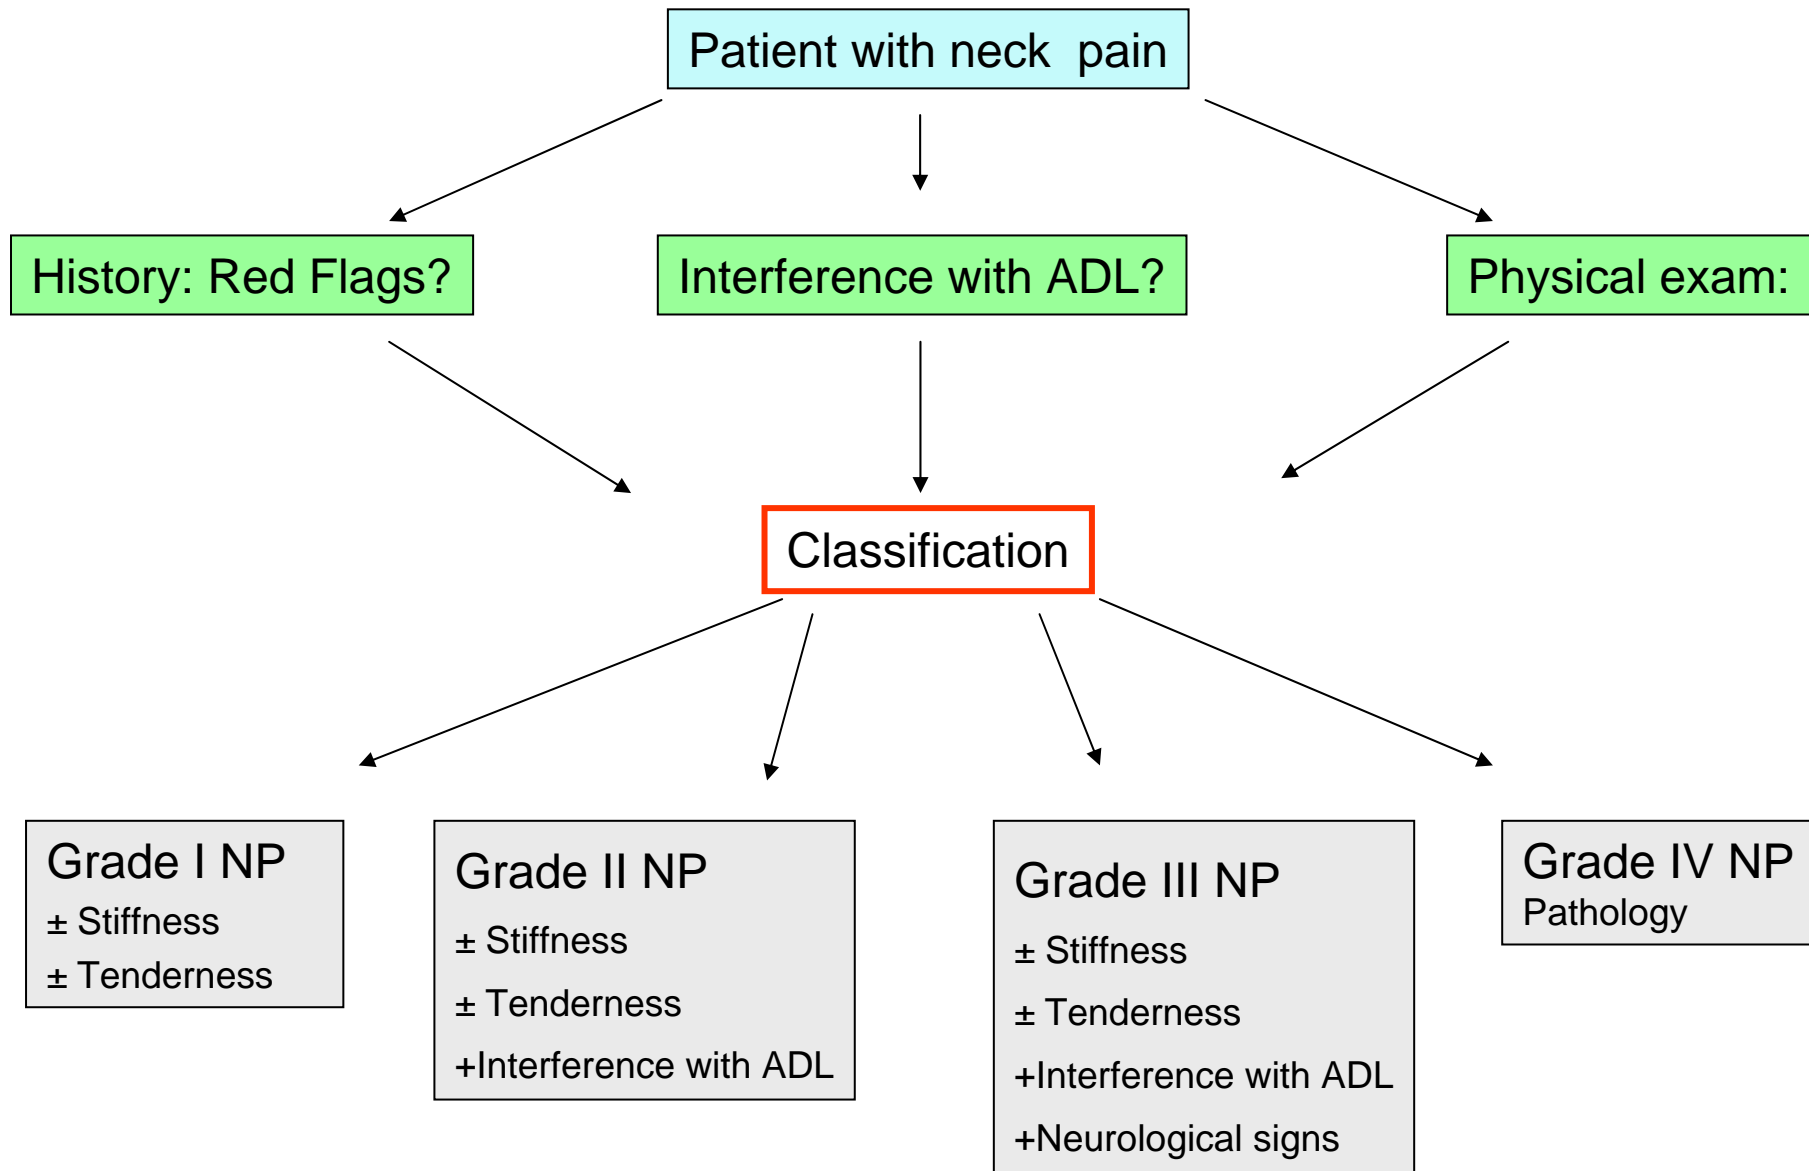 Patient with neck  pain
History: Red Flags?
Interference with ADL?
Physical exam:
Classification
Grade I NP
± Stiffness
± Tenderness
Grade II NP
± Stiffness
± Tenderness
+Interference with ADL
Grade III NP
± Stiffness
± Tenderness
+Interference with ADL
+Neurological signs
Grade IV NP
Pathology